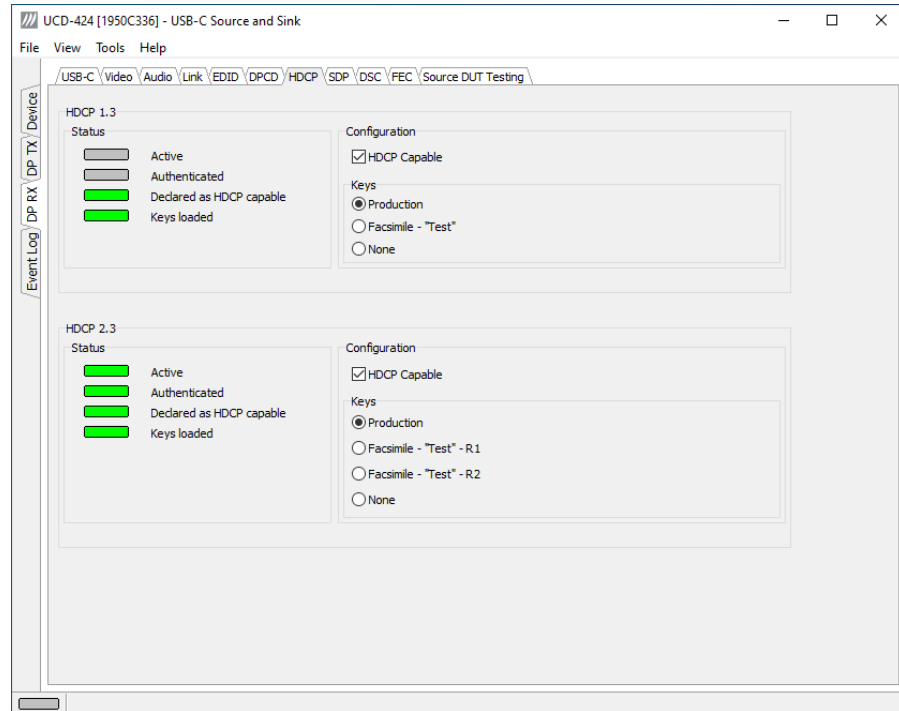 UCD-424 [1950C336] - USB-C Source and Sink
File View Tools Help
USB-C Video Audio Link EDID DPCD HDCP SDP DSC FEC Source DUT Testing
Device
DP TX
DP RX
Event Log
HDCP 1.3
Status
Active
Authenticated
Declared as HDCP capable
Keys loaded
Configuration
HDCP Capable
Keys
Production
Facsimile - "Test"
None
HDCP 2.3
Status
Active
Authenticated
Declared as HDCP capable
Keys loaded
Configuration
HDCP Capable
Keys
Production
Facsimile - "Test" - R1
Facsimile - "Test" - R2
None